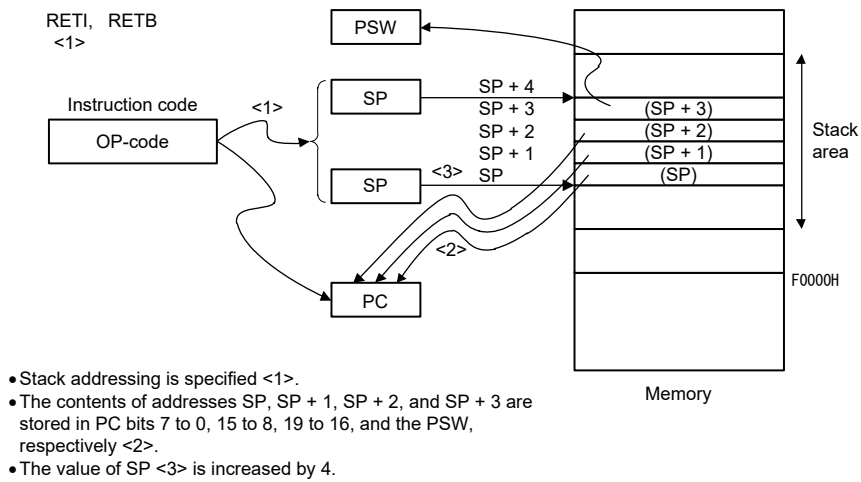 RETI, RETB
<1>
PSW
Instruction code
OP-code
<1>
SP
SP + 4
SP + 3
SP + 2
SP + 1
SP
<3>
SP
(SP + 3)
(SP + 2)
(SP + 1)
(SP)
Stack
area
<2>
PC
F0000H
Memory
• Stack addressing is specified <1>.
• The contents of addresses SP, SP + 1, SP + 2, and SP + 3 are
stored in PC bits 7 to 0, 15 to 8, 19 to 16, and the PSW,
respectively <2>.
• The value of SP <3> is increased by 4.